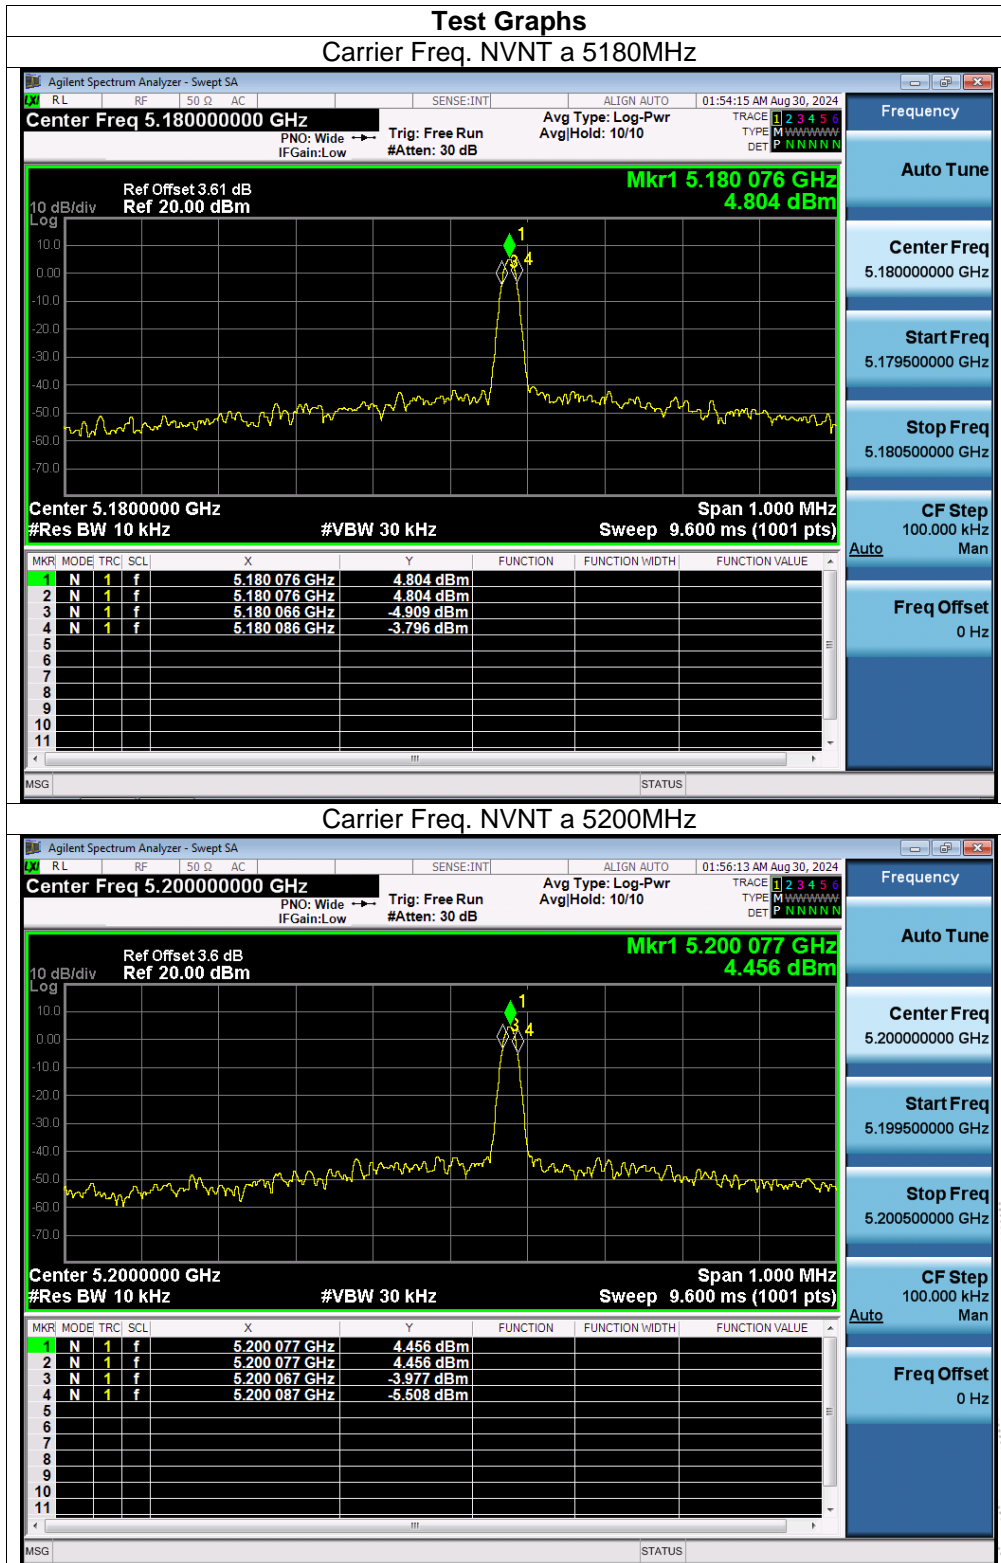 Test Graphs
Carrier Freq. NVNT a 5180MHz
Agilent Spectrum Analyzer - Swept SA
LXI RL RF 50 Ω AC SENSE:INT ALIGN AUTO 01:54:15 AM Aug 30, 2024
Center Freq 5.180000000 GHz Avg Type: Log-Pwr TRACE 1 2 3 4 5 6
PNO: Wide Trig: Free Run Avg|Hold: 10/10 TYPE M WWWWW
IFGain:Low #Atten: 30 dB DET P N N N N N
Frequency
Auto Tune
Center Freq
5.180000000 GHz
Start Freq
5.179500000 GHz
Stop Freq
5.180500000 GHz
CF Step
100.000 kHz
Auto Man
Freq Offset
0 Hz
Mkr1 5.180 076 GHz
4.804 dBm
Ref Offset 3.61 dB
10 dB/div Ref 20.00 dBm
Log
10.0
0.00
-10.0
-20.0
-30.0
-40.0
-50.0
-60.0
-70.0
1
3 4
Center 5.1800000 GHz Span 1.000 MHz
#Res BW 10 kHz #VBW 30 kHz Sweep 9.600 ms (1001 pts)
MKR MODE TRC SCL X Y FUNCTION FUNCTION WIDTH FUNCTION VALUE
1 N 1 f 5.180 076 GHz 4.804 dBm
2 N 1 f 5.180 076 GHz 4.804 dBm
3 N 1 f 5.180 066 GHz -4.909 dBm
4 N 1 f 5.180 086 GHz -3.796 dBm
5
6
7
8
9
10
11
MSG STATUS
Carrier Freq. NVNT a 5200MHz
Agilent Spectrum Analyzer - Swept SA
LXI RL RF 50 Ω AC SENSE:INT ALIGN AUTO 01:56:13 AM Aug 30, 2024
Center Freq 5.200000000 GHz Avg Type: Log-Pwr TRACE 1 2 3 4 5 6
PNO: Wide Trig: Free Run Avg|Hold: 10/10 TYPE M WWWWW
IFGain:Low #Atten: 30 dB DET P N N N N N
Frequency
Auto Tune
Center Freq
5.200000000 GHz
Start Freq
5.199500000 GHz
Stop Freq
5.200500000 GHz
CF Step
100.000 kHz
Auto Man
Freq Offset
0 Hz
Mkr1 5.200 077 GHz
4.456 dBm
Ref Offset 3.6 dB
10 dB/div Ref 20.00 dBm
Log
10.0
0.00
-10.0
-20.0
-30.0
-40.0
-50.0
-60.0
-70.0
1
3 4
Center 5.2000000 GHz Span 1.000 MHz
#Res BW 10 kHz #VBW 30 kHz Sweep 9.600 ms (1001 pts)
MKR MODE TRC SCL X Y FUNCTION FUNCTION WIDTH FUNCTION VALUE
1 N 1 f 5.200 077 GHz 4.456 dBm
2 N 1 f 5.200 077 GHz 4.456 dBm
3 N 1 f 5.200 067 GHz -3.977 dBm
4 N 1 f 5.200 087 GHz -5.508 dBm
5
6
7
8
9
10
11
MSG STATUS